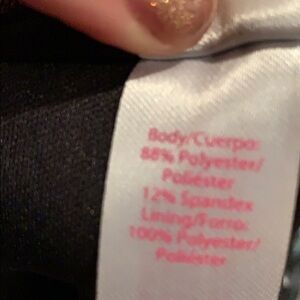 Body/Cuerpo:
88% Polyester/
Poliéster
12% Spandex
Lining/Forro:
100% Polyester/
Poliéster